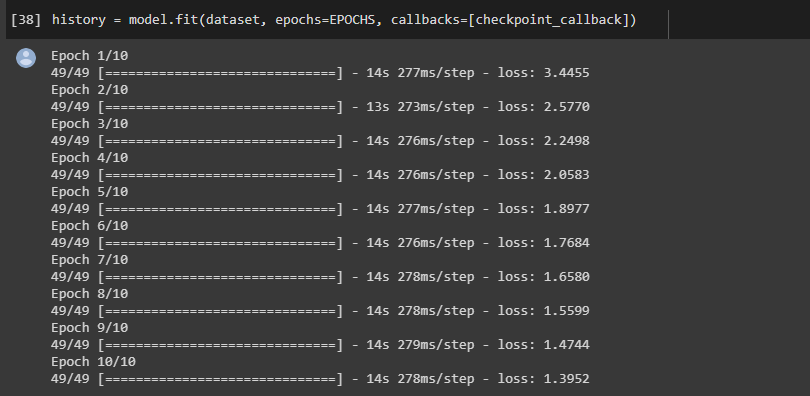 [38] history = model.fit(dataset, epochs=EPOCHS, callbacks=[checkpoint_callback])
Epoch 1/10
49/49 [==============================] - 14s 277ms/step - loss: 3.4455
Epoch 2/10
49/49 [==============================] - 13s 273ms/step - loss: 2.5770
Epoch 3/10
49/49 [==============================] - 14s 276ms/step - loss: 2.2498
Epoch 4/10
49/49 [==============================] - 14s 276ms/step - loss: 2.0583
Epoch 5/10
49/49 [==============================] - 14s 277ms/step - loss: 1.8977
Epoch 6/10
49/49 [==============================] - 14s 276ms/step - loss: 1.7684
Epoch 7/10
49/49 [==============================] - 14s 278ms/step - loss: 1.6580
Epoch 8/10
49/49 [==============================] - 14s 278ms/step - loss: 1.5599
Epoch 9/10
49/49 [==============================] - 14s 279ms/step - loss: 1.4744
Epoch 10/10
49/49 [==============================] - 14s 278ms/step - loss: 1.3952